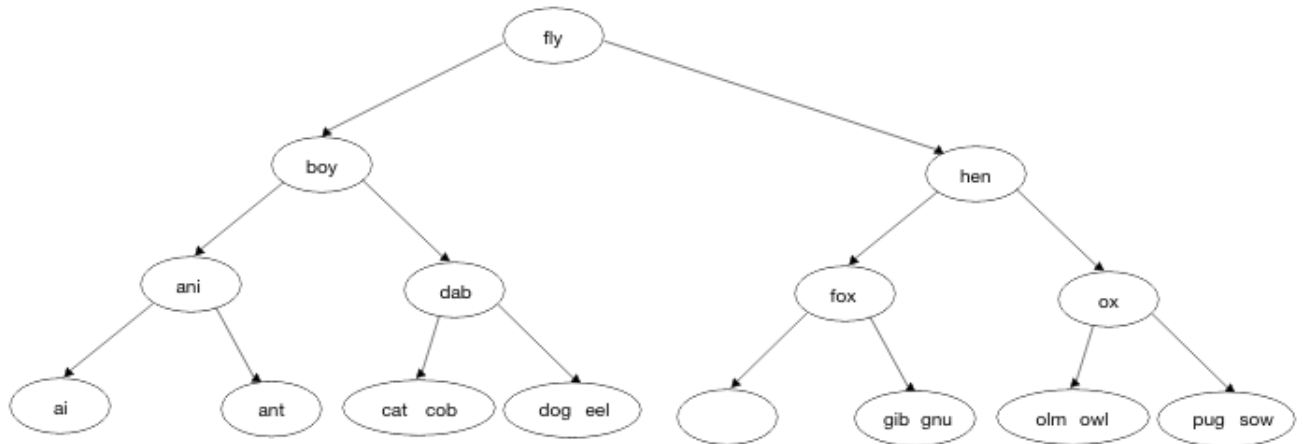 fly
boy
hen
ani
dab
fox
ox
ai
ant
cat cob
dog eel
gib gnu
olm owl
pug sow